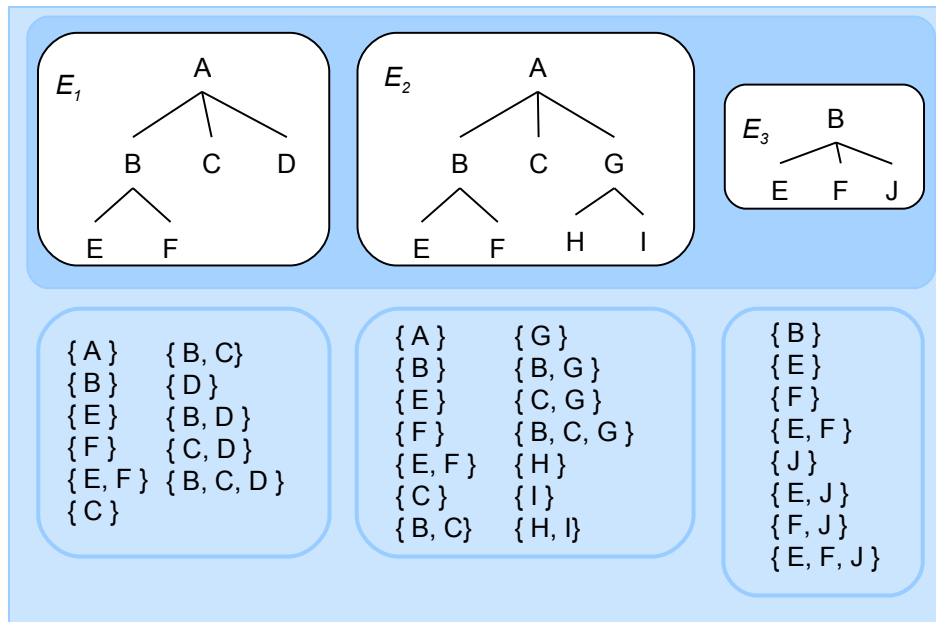 E1
A
B C D
E F
E2
A
B C G
E F H I
E3
B
E F J
{ A }
{ B }
{ E }
{ F }
{ E, F }
{ C }
{ B, C}
{ D }
{ B, D }
{ C, D }
{ B, C, D }
{ A }
{ B }
{ E }
{ F }
{ E, F }
{ C }
{ B, C}
{ G }
{ B, G }
{ C, G }
{ B, C, G }
{ H }
{ I }
{ H, I}
{ B }
{ E }
{ F }
{ E, F }
{ J }
{ E, J }
{ F, J }
{ E, F, J }